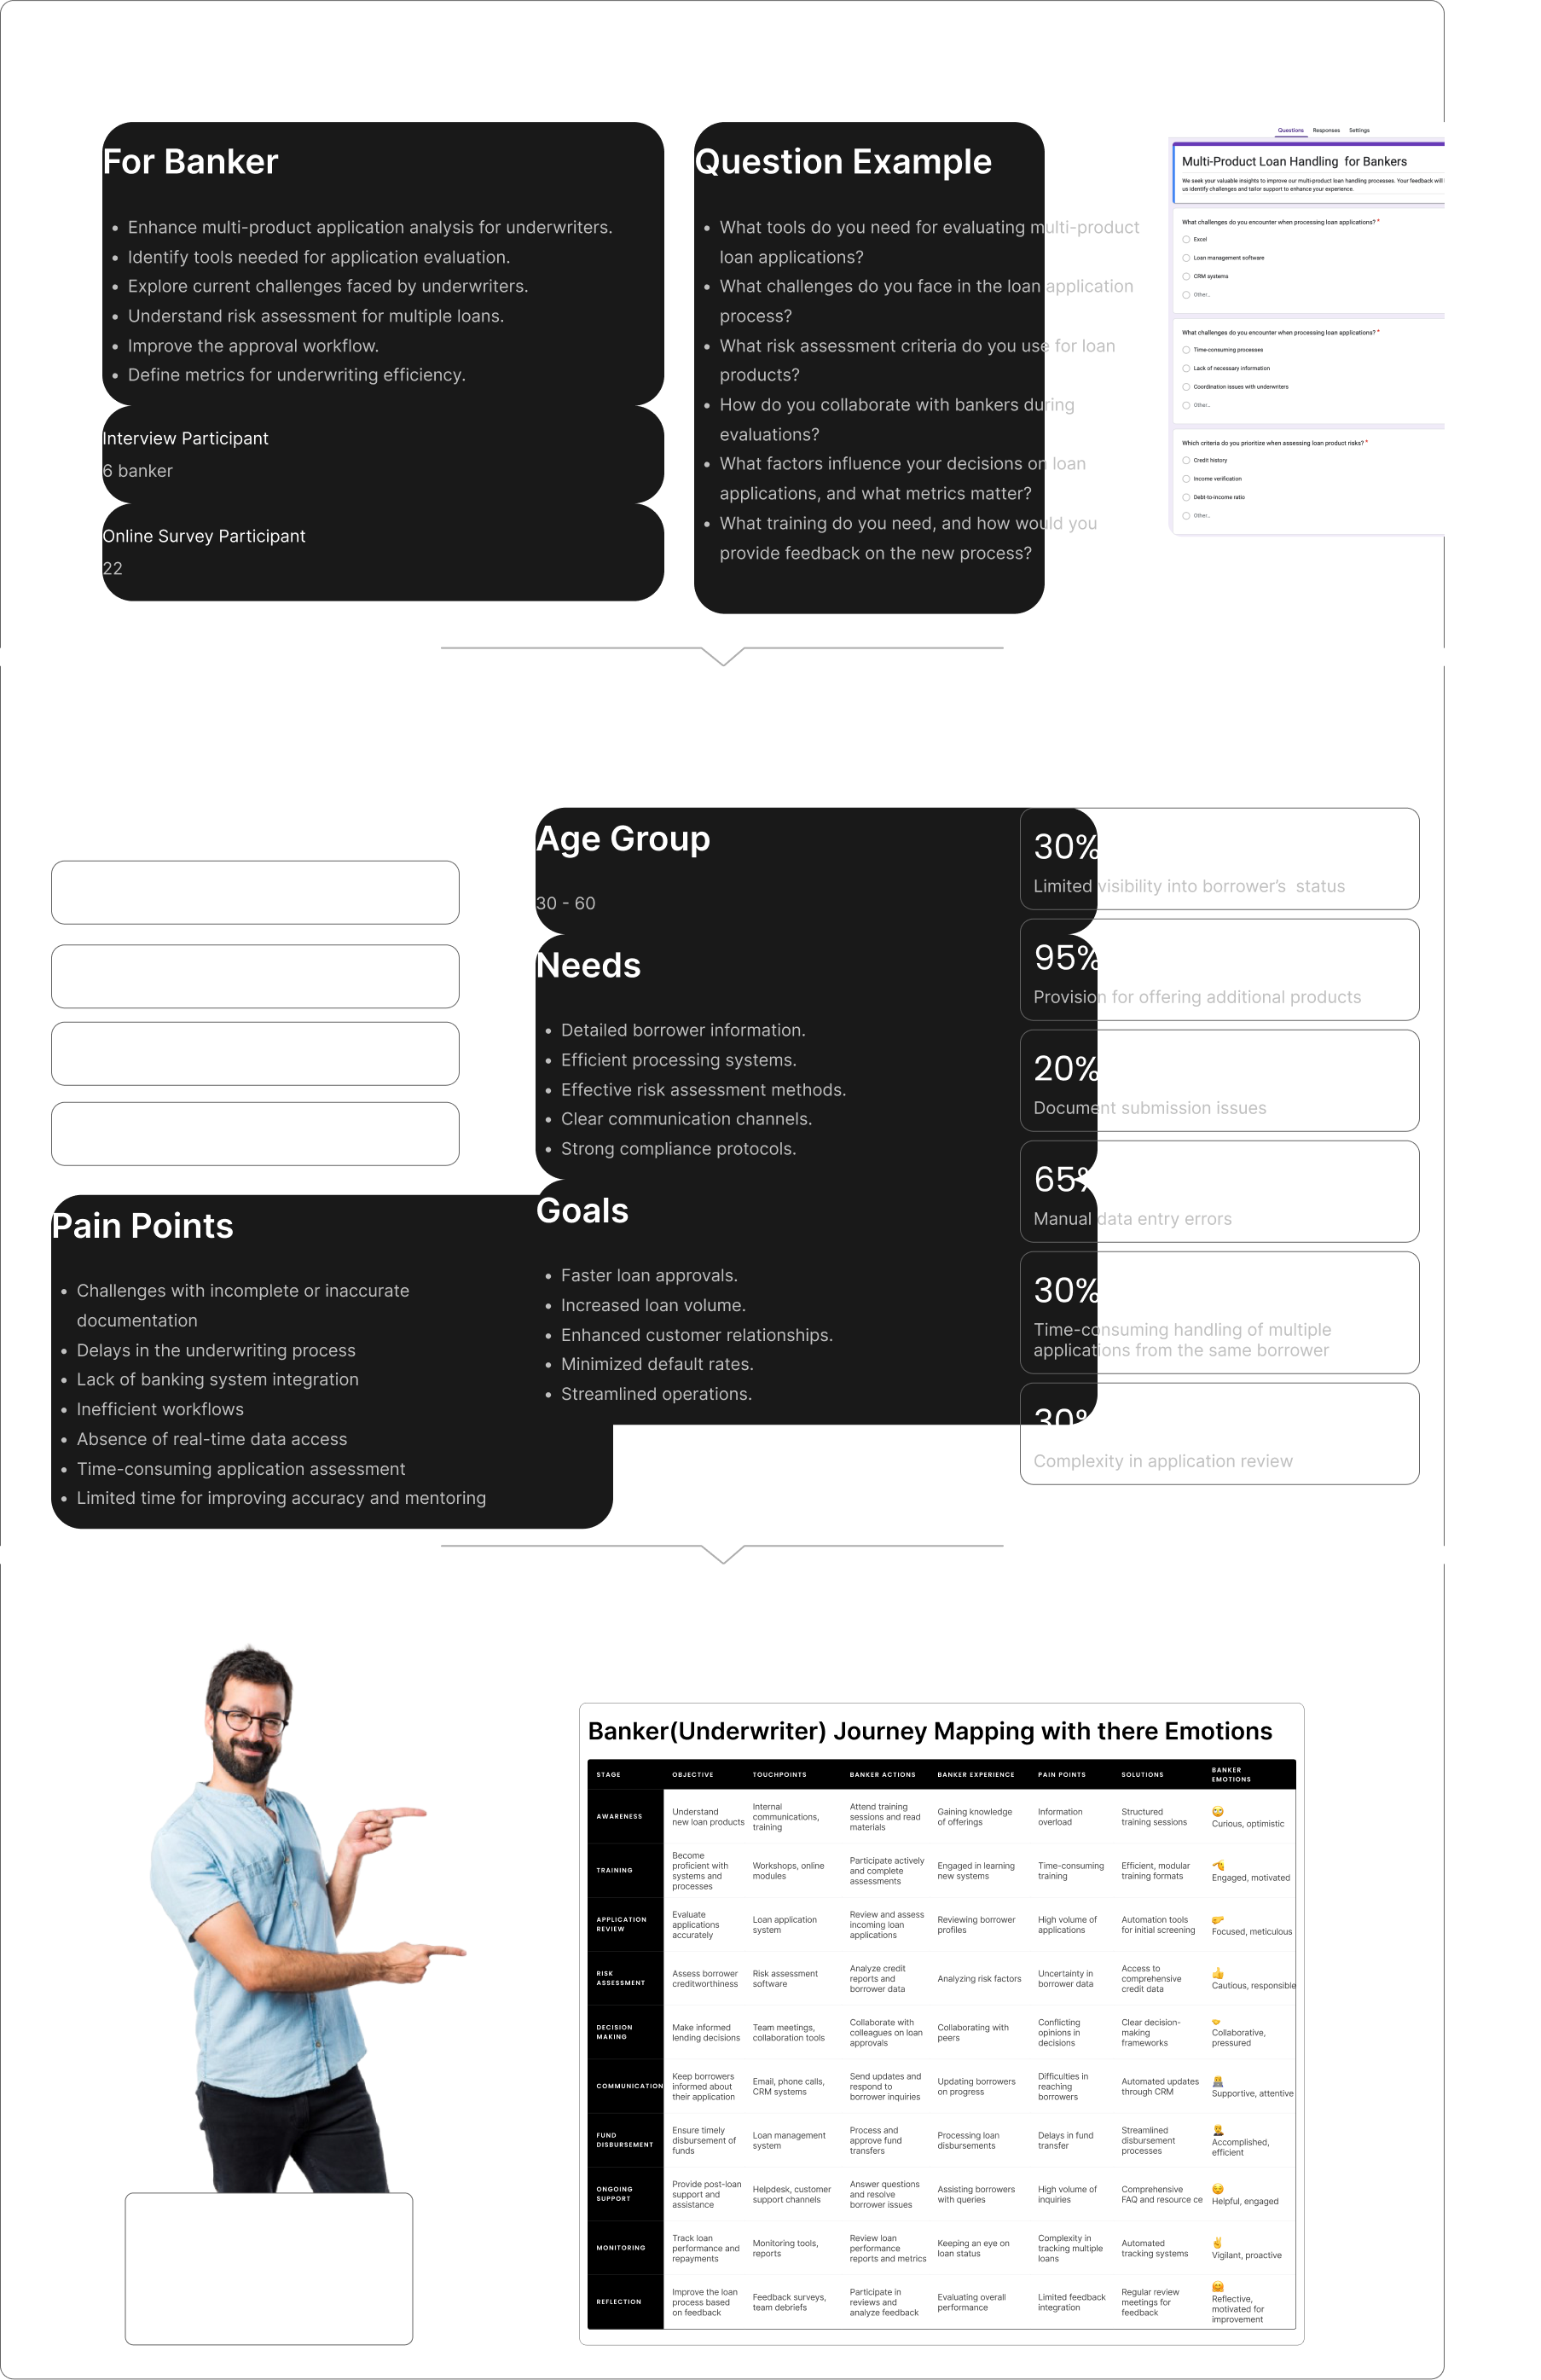 For Banker
Enhance multi-product application analysis for underwriters.
Identify tools needed for application evaluation.
Explore current challenges faced by underwriters.
Understand risk assessment for multiple loans.
Improve the approval workflow.
Define metrics for underwriting efficiency.
Interview Participant
6 banker
Online Survey Participant
22
Question Example
What tools do you need for evaluating multi-product
loan applications?
What challenges do you face in the loan application
process?
What risk assessment criteria do you use for loan
products?
How do you collaborate with bankers during
evaluations?
What factors influence your decisions on loan
applications, and what metrics matter?
What training do you need, and how would you
provide feedback on the new process?
Questions Responses Settings
Multi-Product Loan Handling for Bankers
We seek your valuable insights to improve our multi-product loan handling processes. Your feedback will
us identify challenges and tailor support to enhance your experience.
What challenges do you encounter when processing loan applications? *
Excel
Loan management software
CRM systems
Other...
What challenges do you encounter when processing loan applications? *
Time-consuming processes
Lack of necessary information
Coordination issues with underwriters
Other...
Which criteria do you prioritize when assessing loan product risks? *
Credit history
Income verification
Debt-to-income ratio
Other...
Pain Points
Challenges with incomplete or inaccurate
documentation
Delays in the underwriting process
Lack of banking system integration
Inefficient workflows
Absence of real-time data access
Time-consuming application assessment
Limited time for improving accuracy and mentoring
Age Group
30 - 60
Needs
Detailed borrower information.
Efficient processing systems.
Effective risk assessment methods.
Clear communication channels.
Strong compliance protocols.
Goals
Faster loan approvals.
Increased loan volume.
Enhanced customer relationships.
Minimized default rates.
Streamlined operations.
30%
Limited visibility into borrower’s status
95%
Provision for offering additional products
20%
Document submission issues
65%
Manual data entry errors
30%
Time-consuming handling of multiple
applications from the same borrower
30%
Complexity in application review
Banker(Underwriter) Journey Mapping with there Emotions
STAGE OBJECTIVE TOUCHPOINTS BANKER ACTIONS BANKER EXPERIENCE PAIN POINTS SOLUTIONS BANKER
EMOTIONS
AWARENESS
Understand
new loan products
Internal
communications,
training
Attend training
sessions and read
materials
Gaining knowledge
of offerings
Information
overload
Structured
training sessions
🙄
Curious, optimistic
TRAINING
Become
proficient with
systems and
processes
Workshops, online
modules
Participate actively
and complete
assessments
Engaged in learning
new systems
Time-consuming
training
Efficient, modular
training formats
Engaged, motivated
APPLICATION
REVIEW
Evaluate
applications
accurately
Loan application
system
Review and assess
incoming loan
applications
Reviewing borrower
profiles
High volume of
applications
Automation tools
for initial screening
Focused, meticulous
RISK
ASSESSMENT
Assess borrower
creditworthiness
Risk assessment
software
Analyze credit
reports and
borrower data
Analyzing risk factors
Uncertainty in
borrower data
Access to
comprehensive
credit data
👍
Cautious, responsible
DECISION
MAKING
Make informed
lending decisions
Team meetings,
collaboration tools
Collaborate with
colleagues on loan
approvals
Collaborating with
peers
Conflicting
opinions in
decisions
Clear decision-
making
frameworks
Collaborative,
pressured
COMMUNICATION
Keep borrowers
informed about
their application
Email, phone calls,
CRM systems
Send updates and
respond to
borrower inquiries
Updating borrowers
on progress
Difficulties in
reaching
borrowers
Automated updates
through CRM
Supportive, attentive
FUND
DISBURSEMENT
Ensure timely
disbursement of
funds
Loan management
system
Process and
approve fund
transfers
Processing loan
disbursements
Delays in fund
transfer
Streamlined
disbursement
processes
Accomplished,
efficient
ONGOING
SUPPORT
Provide post-loan
support and
assistance
Helpdesk, customer
support channels
Answer questions
and resolve
borrower issues
Assisting borrowers
with queries
High volume of
inquiries
Comprehensive
FAQ and resource ce
Helpful, engaged
MONITORING
Track loan
performance and
repayments
Monitoring tools,
reports
Review loan
performance
reports and metrics
Keeping an eye on
loan status
Complexity in
tracking multiple
loans
Automated
tracking systems
Vigilant, proactive
REFLECTION
Improve the loan
process based
on feedback
Feedback surveys,
team debriefs
Participate in
reviews and
analyze feedback
Evaluating overall
performance
Limited feedback
integration
Regular review
meetings for
feedback
Reflective,
motivated for
improvement